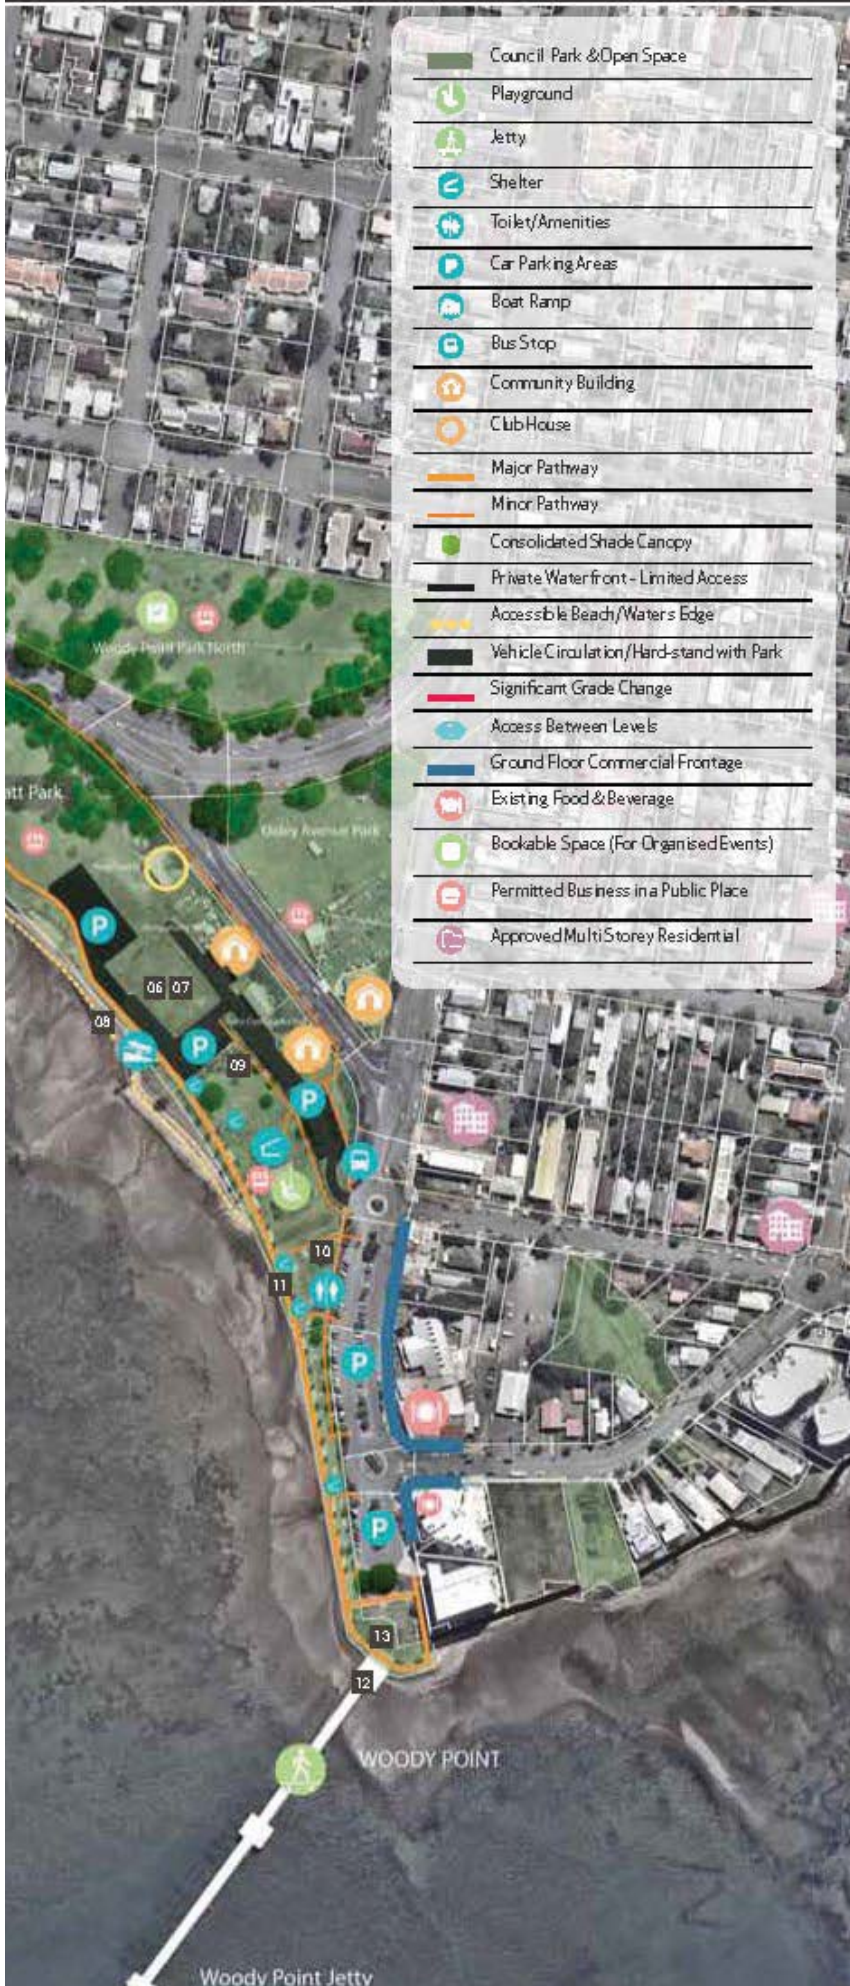 Council Park & Open Space
Playground
Jetty
Shelter
Toilet/Amenities
Car Parking Areas
Boat Ramp
Bus Stop
Community Building
Club House
Major Pathway
Minor Pathway
Consolidated Shade Canopy
Private Waterfront - Limited Access
Accessible Beach/Waters Edge
Vehicle Circulation/Hard-stand with Park
Significant Grade Change
Access Between Levels
Ground Floor Commercial Frontage
Existing Food & Beverage
Bookable Space (For Organised Events)
Permitted Business in a Public Place
Approved Multi Storey Residential
Woody Point Park North
att Park
Oxley Avenue Park
P
06 07
08
P
09
P
10
11
P
P
13
12
WOODY POINT
Woody Point Jetty